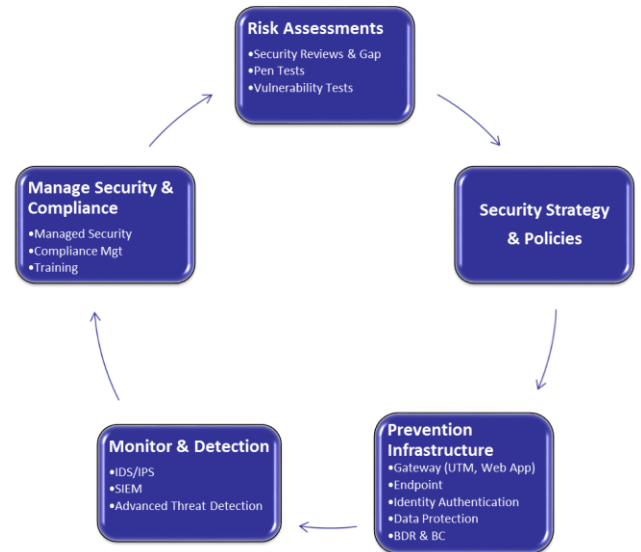 Risk Assessments
•Security Reviews & Gap
•Pen Tests
•Vulnerability Tests
Security Strategy
& Policies
Prevention
Infrastructure
•Gateway (UTM, Web App)
•Endpoint
•Identity Authentication
•Data Protection
•BDR & BC
Monitor & Detection
•IDS/IPS
•SIEM
•Advanced Threat Detection
Manage Security &
Compliance
•Managed Security
•Compliance Mgt
•Training